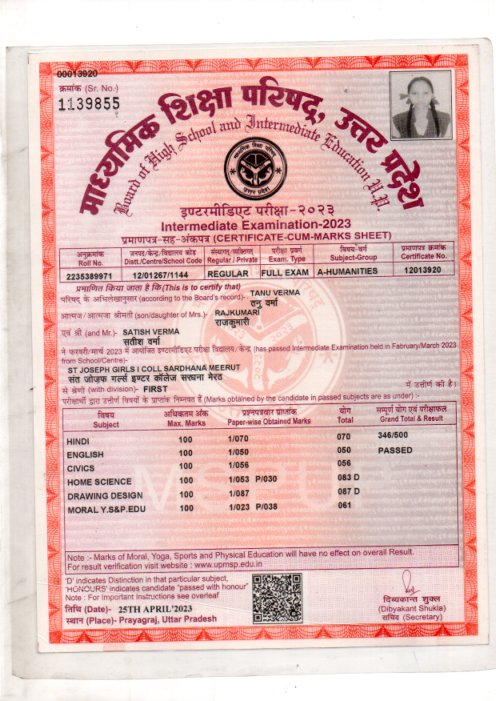 00013920
क्रमांक (Sr. No.)
1139855
माध्यमिक शिक्षा परिषद्, उत्तर प्रदेश
Board of High School and Intermediate Education U.P.
इण्टरमीडिएट परीक्षा-२०२३
Intermediate Examination-2023
प्रमाणपत्र-सह-अंकपत्र (CERTIFICATE-CUM-MARKS SHEET)
अनुक्रमांक जनपद/केन्द्र/विद्यालय कोड संस्थागत/व्यक्तिगत परीक्षा प्रकार विषय-वर्ग प्रमाणपत्र क्रमांक
Roll No. Distt./Centre/School Code Regular / Private Exam. Type Subject-Group Certificate No.
2235389971 12/01267/1144 REGULAR FULL EXAM A-HUMANITIES 12013920
प्रमाणित किया जाता है कि(This is to certify that)
परिषद् के अभिलेखानुसार (according to the Board's record)- TANU VERMA
तनु वर्मा
आत्मज / आत्मजा श्रीमती (son/daughter of Mrs.)- RAJKUMARI
राजकुमारी
एवं श्री (and Mr.)- SATISH VERMA
सतीश वर्मा
ने फरवरी/मार्च 2023 में आयोजित इण्टरमीडिएट परीक्षा विद्यालय / केन्द्र (has passed Intermediate Examination held in February/March 2023
from School/Centre)-
ST JOSEPH GIRLS I COLL SARDHANA MEERUT
संत जोज़फ गर्ल्स इण्टर कॉलेज सरधना मेरठ
से श्रेणी (with division)- FIRST में उत्तीर्ण की है।
परीक्षार्थी द्वारा उत्तीर्ण विषयों के प्राप्तांक निम्नवत हैं (Marks obtained by the candidate in passed subjects are as under) :-
विषय अधिकतम अंक प्रश्नपत्रवार प्राप्तांक योग सम्पूर्ण योग एवं परीक्षाफल
Subject Max. Marks Paper-wise Obtained Marks Total Grand Total & Result
HINDI 100 1/070 070 346/500
ENGLISH 100 1/050 050 PASSED
CIVICS 100 1/056 056
HOME SCIENCE 100 1/053 P/030 083 D
DRAWING DESIGN 100 1/087 087 D
MORAL Y.S&P.EDU 100 1/023 P/038 061
Note :- Marks of Moral, Yoga, Sports and Physical Education will have no effect on overall Result.
For result verification visit website : www.upmsp.edu.in
'D' indicates Distinction in that particular subject,
'HONOURS' indicates candidate "passed with honour"
Note : For Important Instructions see overleaf
तिथि (Date)- 25TH APRIL'2023
स्थान (Place)- Prayagraj, Uttar Pradesh
दिव्यकान्त शुक्ल
(Dibyakant Shukla)
सचिव (Secretary)